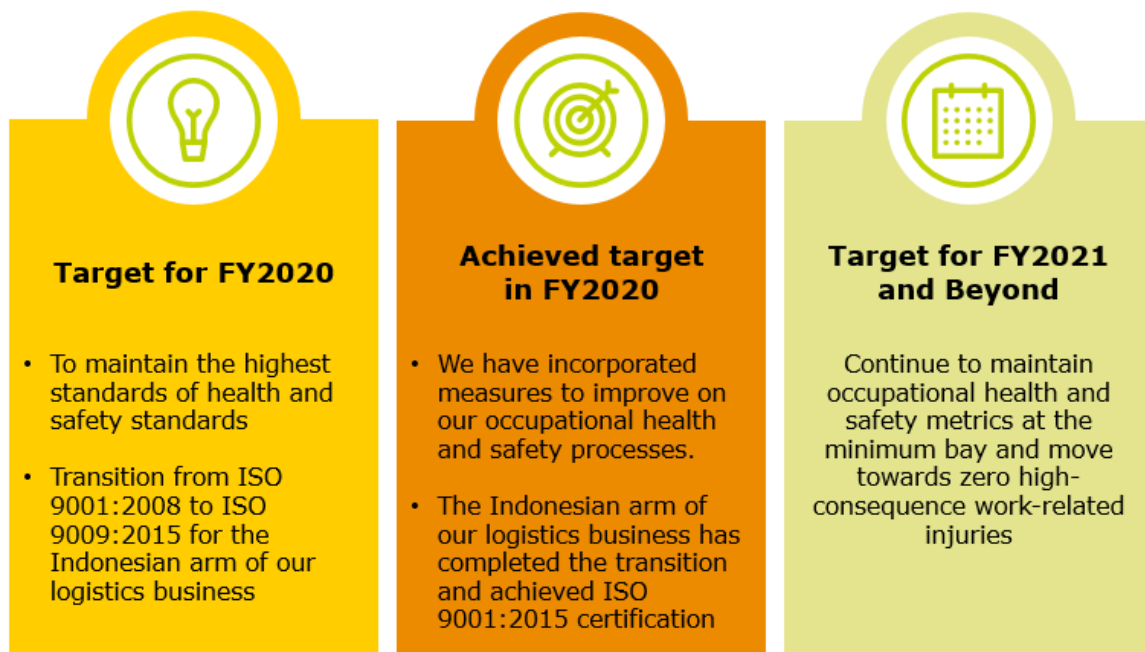 Target for FY2020
• To maintain the highest
standards of health and
safety standards
• Transition from ISO
9001:2008 to ISO
9009:2015 for the
Indonesian arm of our
logistics business
Achieved target
in FY2020
• We have incorporated
measures to improve on
our occupational health
and safety processes.
• The Indonesian arm of
our logistics business has
completed the transition
and achieved ISO
9001:2015 certification
Target for FY2021
and Beyond
Continue to maintain
occupational health and
safety metrics at the
minimum bay and move
towards zero high-
consequence work-related
injuries